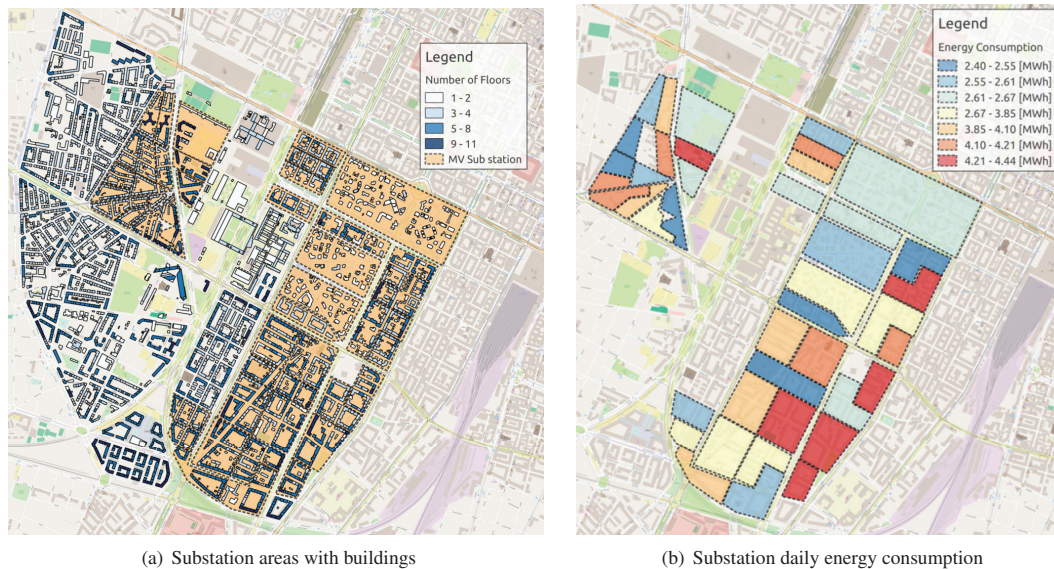 Legend
Number of Floors
1 - 2
3 - 4
5 - 8
9 - 11
MV Sub station
Legend
Energy Consumption
2.40 - 2.55 [MWh]
2.55 - 2.61 [MWh]
2.61 - 2.67 [MWh]
2.67 - 3.85 [MWh]
3.85 - 4.10 [MWh]
4.10 - 4.21 [MWh]
4.21 - 4.44 [MWh]
(a) Substation areas with buildings
(b) Substation daily energy consumption